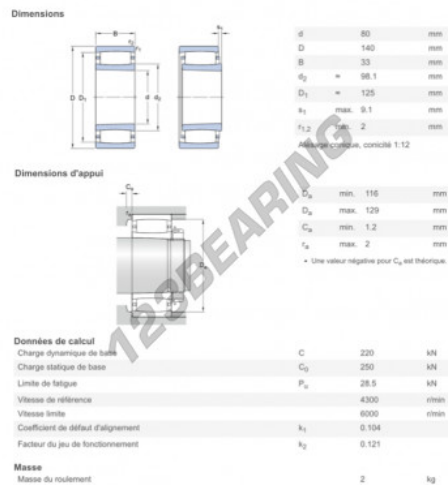 Dimensions
B
s₁
r₂
r₁
D D₁ d d₂
d 80 mm
D 140 mm
B 33 mm
d₂ ≈ 98.1 mm
D₁ ≈ 125 mm
s₁ max. 9.1 mm
r₁,₂ min. 2 mm
Alésage conique, conicité 1:12
Dimensions d'appui
Cₐ
Dₐ
Dₐ min. 116 mm
Dₐ max. 129 mm
Cₐ min. 1.2 mm
rₐ max. 2 mm
• Une valeur négative pour Cₐ est théorique.
123BEARING
Données de calcul
Charge dynamique de base C 220 kN
Charge statique de base C₀ 250 kN
Limite de fatigue Pᵤ 28.5 kN
Vitesse de référence 4300 r/min
Vitesse limite 6000 r/min
Coefficient de défaut d'alignement k₁ 0.104
Facteur du jeu de fonctionnement k₂ 0.121
Masse
Masse du roulement 2 kg